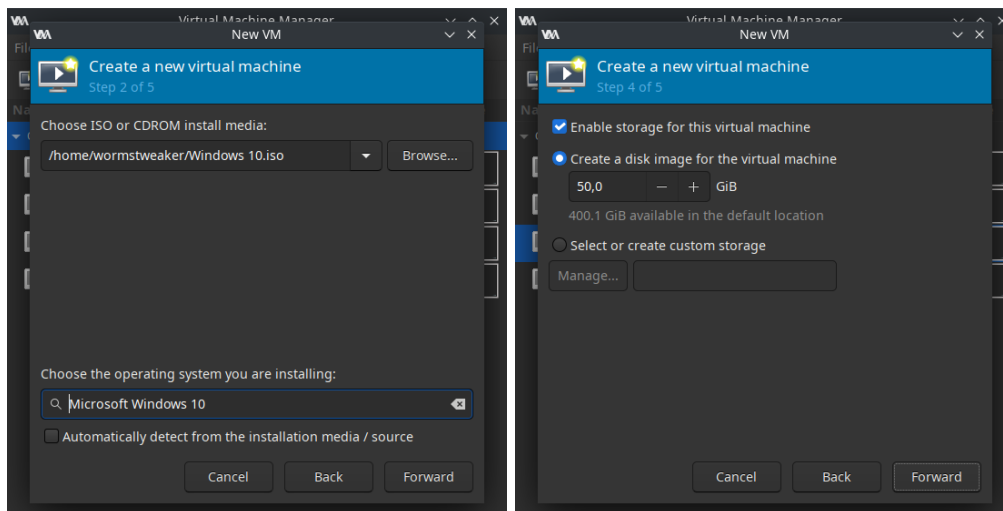 Virtual Machine Manager
New VM
Fil
Create a new virtual machine
Step 2 of 5
Na
Choose ISO or CDROM install media:
/home/wormstweaker/Windows 10.iso
Browse...
Choose the operating system you are installing:
Microsoft Windows 10
Automatically detect from the installation media / source
Cancel
Back
Forward
Virtual Machine Manager
New VM
Fil
Create a new virtual machine
Step 4 of 5
Na
Enable storage for this virtual machine
Create a disk image for the virtual machine
50,0 — + GiB
400.1 GiB available in the default location
Select or create custom storage
Manage...
Cancel
Back
Forward